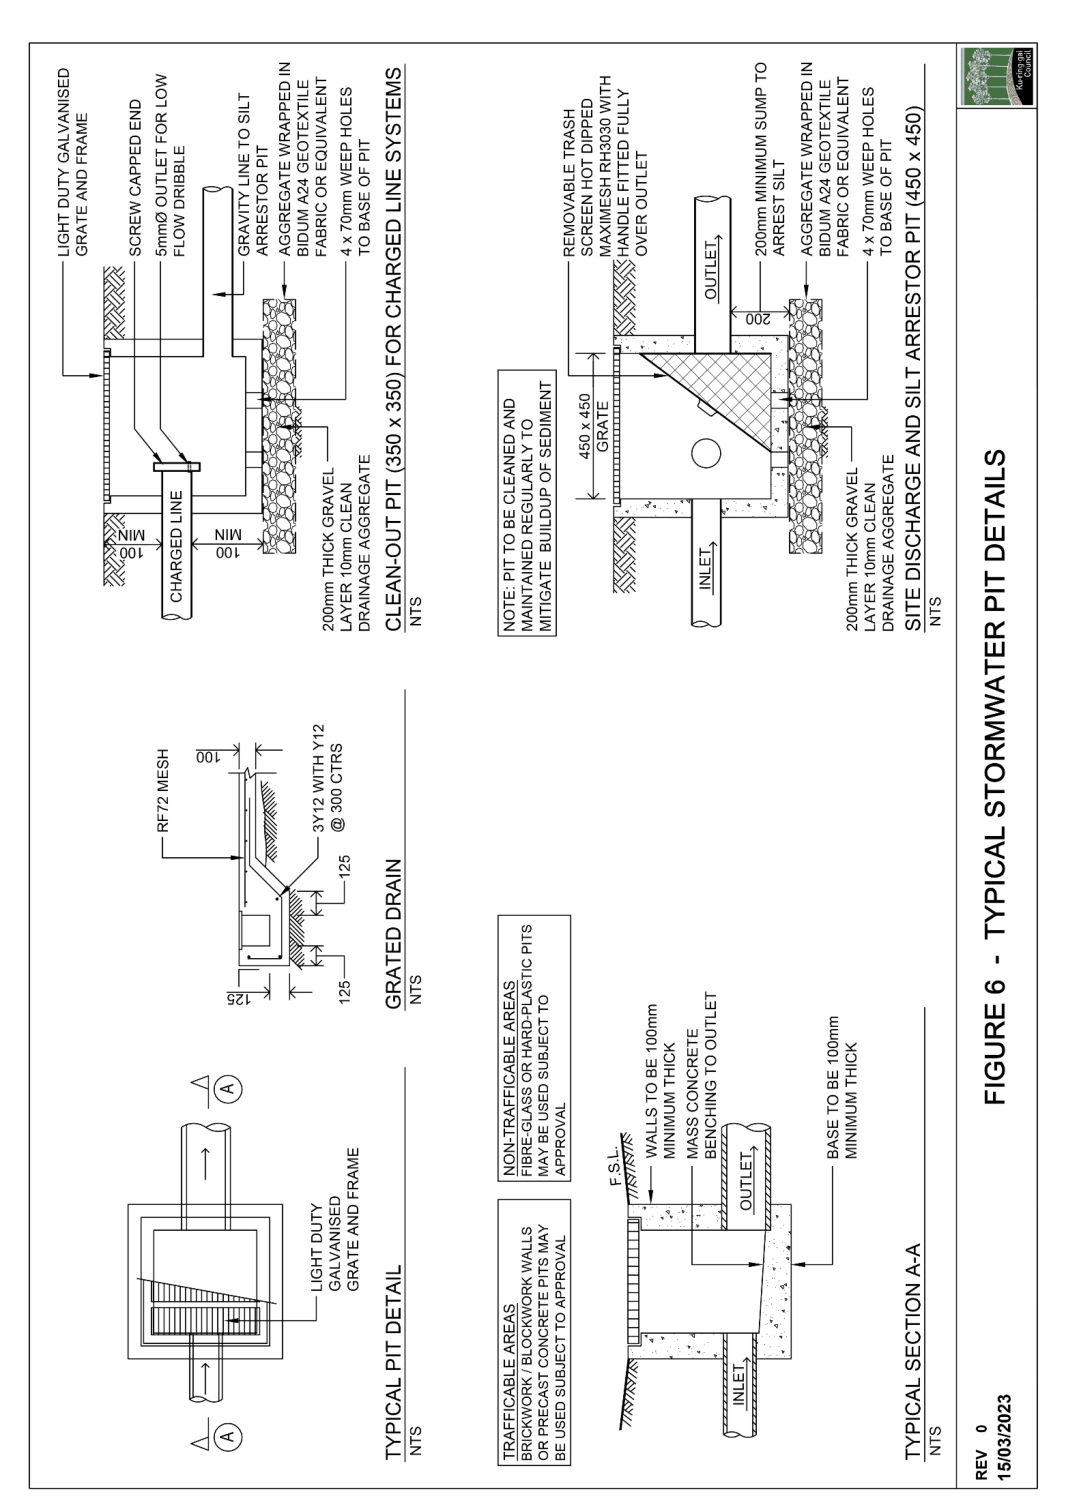 LIGHT DUTY
GALVANISED
GRATE AND FRAME
A
A
TYPICAL PIT DETAIL
NTS
RF72 MESH
100
125
125
125
3Y12 WITH Y12
@ 300 CTRS
GRATED DRAIN
NTS
LIGHT DUTY GALVANISED
GRATE AND FRAME
SCREW CAPPED END
5mmØ OUTLET FOR LOW
FLOW DRIBBLE
GRAVITY LINE TO SILT
ARRESTOR PIT
AGGREGATE WRAPPED IN
BIDUM A24 GEOTEXTILE
FABRIC OR EQUIVALENT
4 x 70mm WEEP HOLES
TO BASE OF PIT
100
MIN
CHARGED LINE
100
MIN
200mm THICK GRAVEL
LAYER 10mm CLEAN
DRAINAGE AGGREGATE
CLEAN-OUT PIT (350 x 350) FOR CHARGED LINE SYSTEMS
NTS
TRAFFICABLE AREAS
BRICKWORK / BLOCKWORK WALLS
OR PRECAST CONCRETE PITS MAY
BE USED SUBJECT TO APPROVAL
NON-TRAFFICABLE AREAS
FIBRE-GLASS OR HARD-PLASTIC PITS
MAY BE USED SUBJECT TO
APPROVAL
F.S.L.
WALLS TO BE 100mm
MINIMUM THICK
MASS CONCRETE
BENCHING TO OUTLET
INLET
OUTLET
BASE TO BE 100mm
MINIMUM THICK
TYPICAL SECTION A-A
NTS
NOTE: PIT TO BE CLEANED AND
MAINTAINED REGULARLY TO
MITIGATE BUILDUP OF SEDIMENT
450 x 450
GRATE
REMOVABLE TRASH
SCREEN HOT DIPPED
MAXIMESH RH3030 WITH
HANDLE FITTED FULLY
OVER OUTLET
INLET
OUTLET
200
200mm MINIMUM SUMP TO
ARREST SILT
AGGREGATE WRAPPED IN
BIDUM A24 GEOTEXTILE
FABRIC OR EQUIVALENT
4 x 70mm WEEP HOLES
TO BASE OF PIT
200mm THICK GRAVEL
LAYER 10mm CLEAN
DRAINAGE AGGREGATE
SITE DISCHARGE AND SILT ARRESTOR PIT (450 x 450)
NTS
REV 0
15/03/2023
FIGURE 6 - TYPICAL STORMWATER PIT DETAILS
Ku-ring-gai
Council